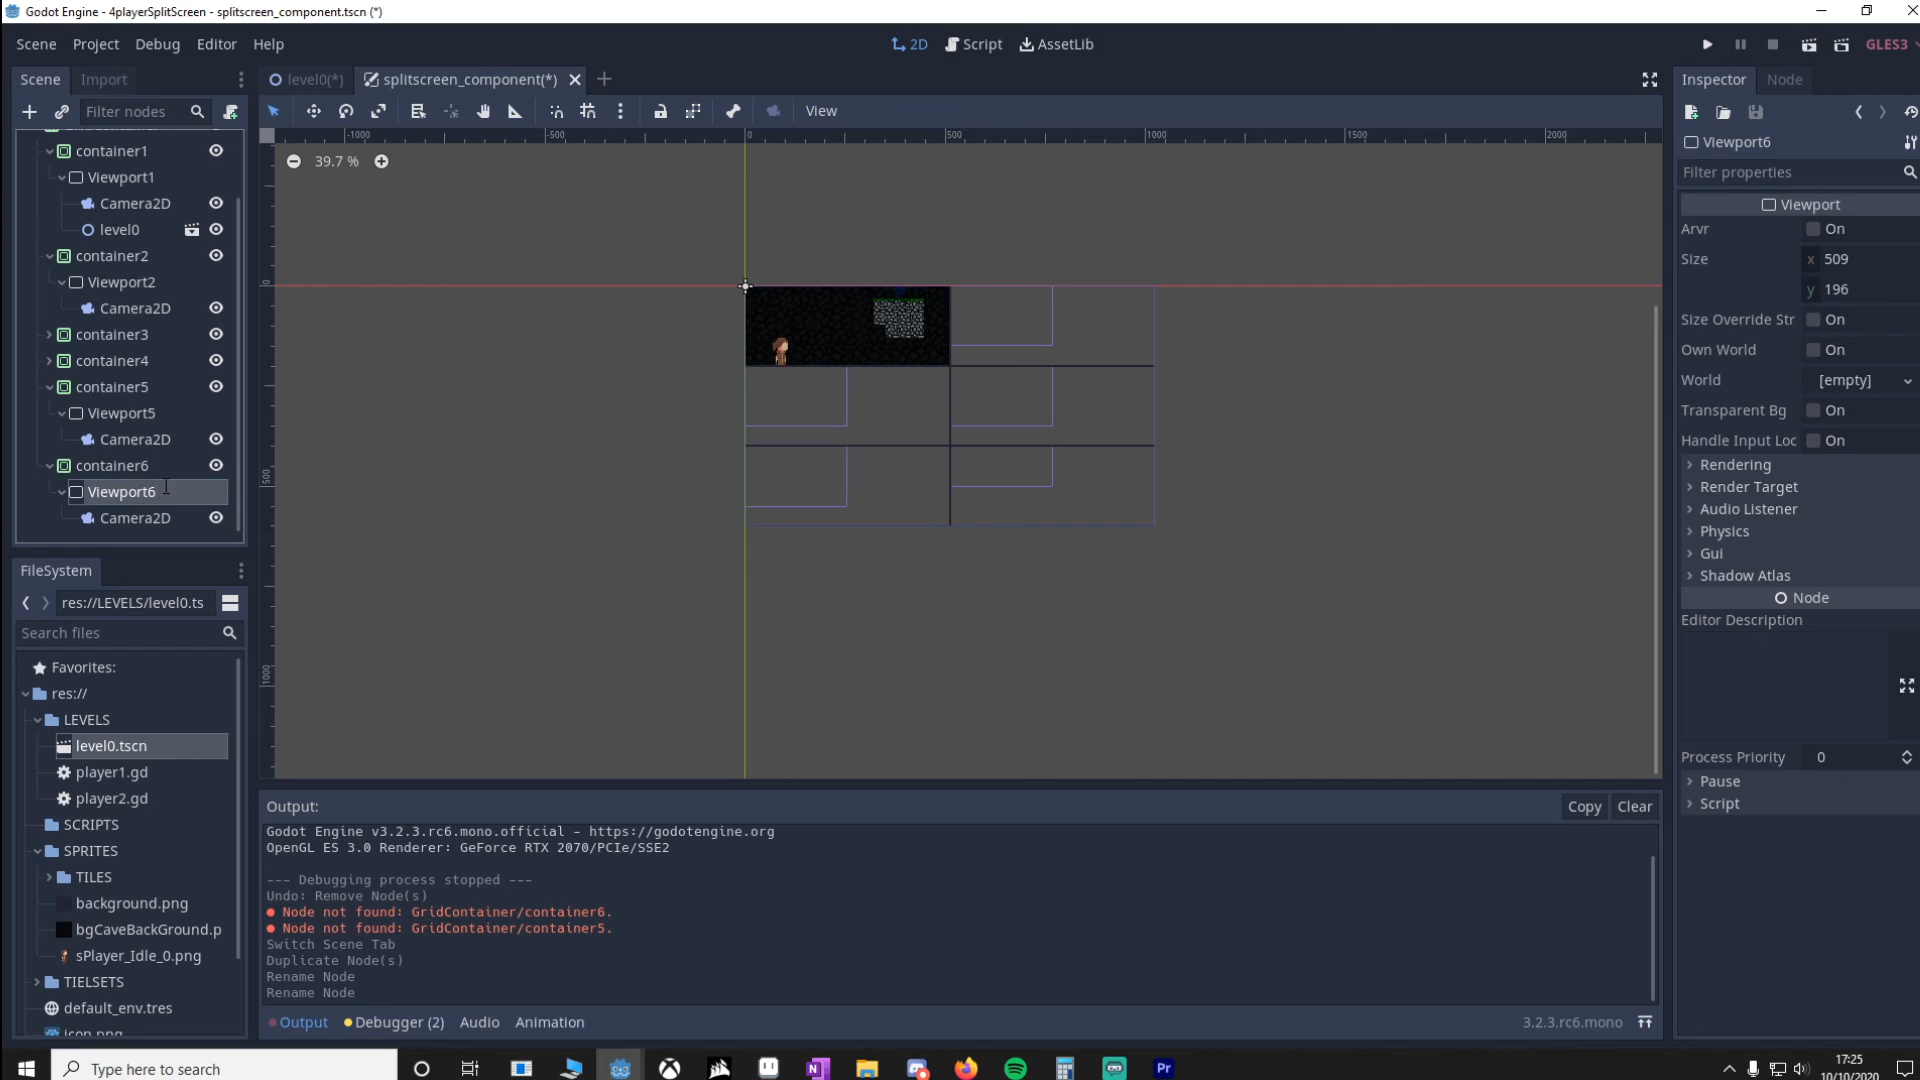 Godot Engine - 4playerSplitScreen - splitscreen_component.tscn (*)
Scene Project Debug Editor Help
2D Script AssetLib
GLES3
Scene Import
level0(*) splitscreen_component(*)
Inspector Node
Filter nodes
View
-1000 -500 0 500 1000 1500 2000
0
500
1000
39.7 %
container1
Viewport1
Camera2D
level0
container2
Viewport2
Camera2D
container3
container4
container5
Viewport5
Camera2D
container6
Viewport6
Camera2D
FileSystem
res://LEVELS/level0.ts
Search files
Favorites:
res://
LEVELS
level0.tscn
player1.gd
player2.gd
SCRIPTS
SPRITES
TILES
background.png
bgCaveBackGround.p
sPlayer_Idle_0.png
TIELSETS
default_env.tres
icon.png
Output:
Copy Clear
Godot Engine v3.2.3.rc6.mono.official - https://godotengine.org
OpenGL ES 3.0 Renderer: GeForce RTX 2070/PCIe/SSE2
--- Debugging process stopped ---
Undo: Remove Node(s)
Node not found: GridContainer/container6.
Node not found: GridContainer/container5.
Switch Scene Tab
Duplicate Node(s)
Rename Node
Rename Node
Output Debugger (2) Audio Animation
3.2.3.rc6.mono
Viewport6
Filter properties
Viewport
Arvr On
Size x 509
y 196
Size Override Str On
Own World On
World [empty]
Transparent Bg On
Handle Input Loc On
Rendering
Render Target
Audio Listener
Physics
Gui
Shadow Atlas
Node
Editor Description
Process Priority 0
Pause
Script
Type here to search
Pr
17:25
10/10/2020